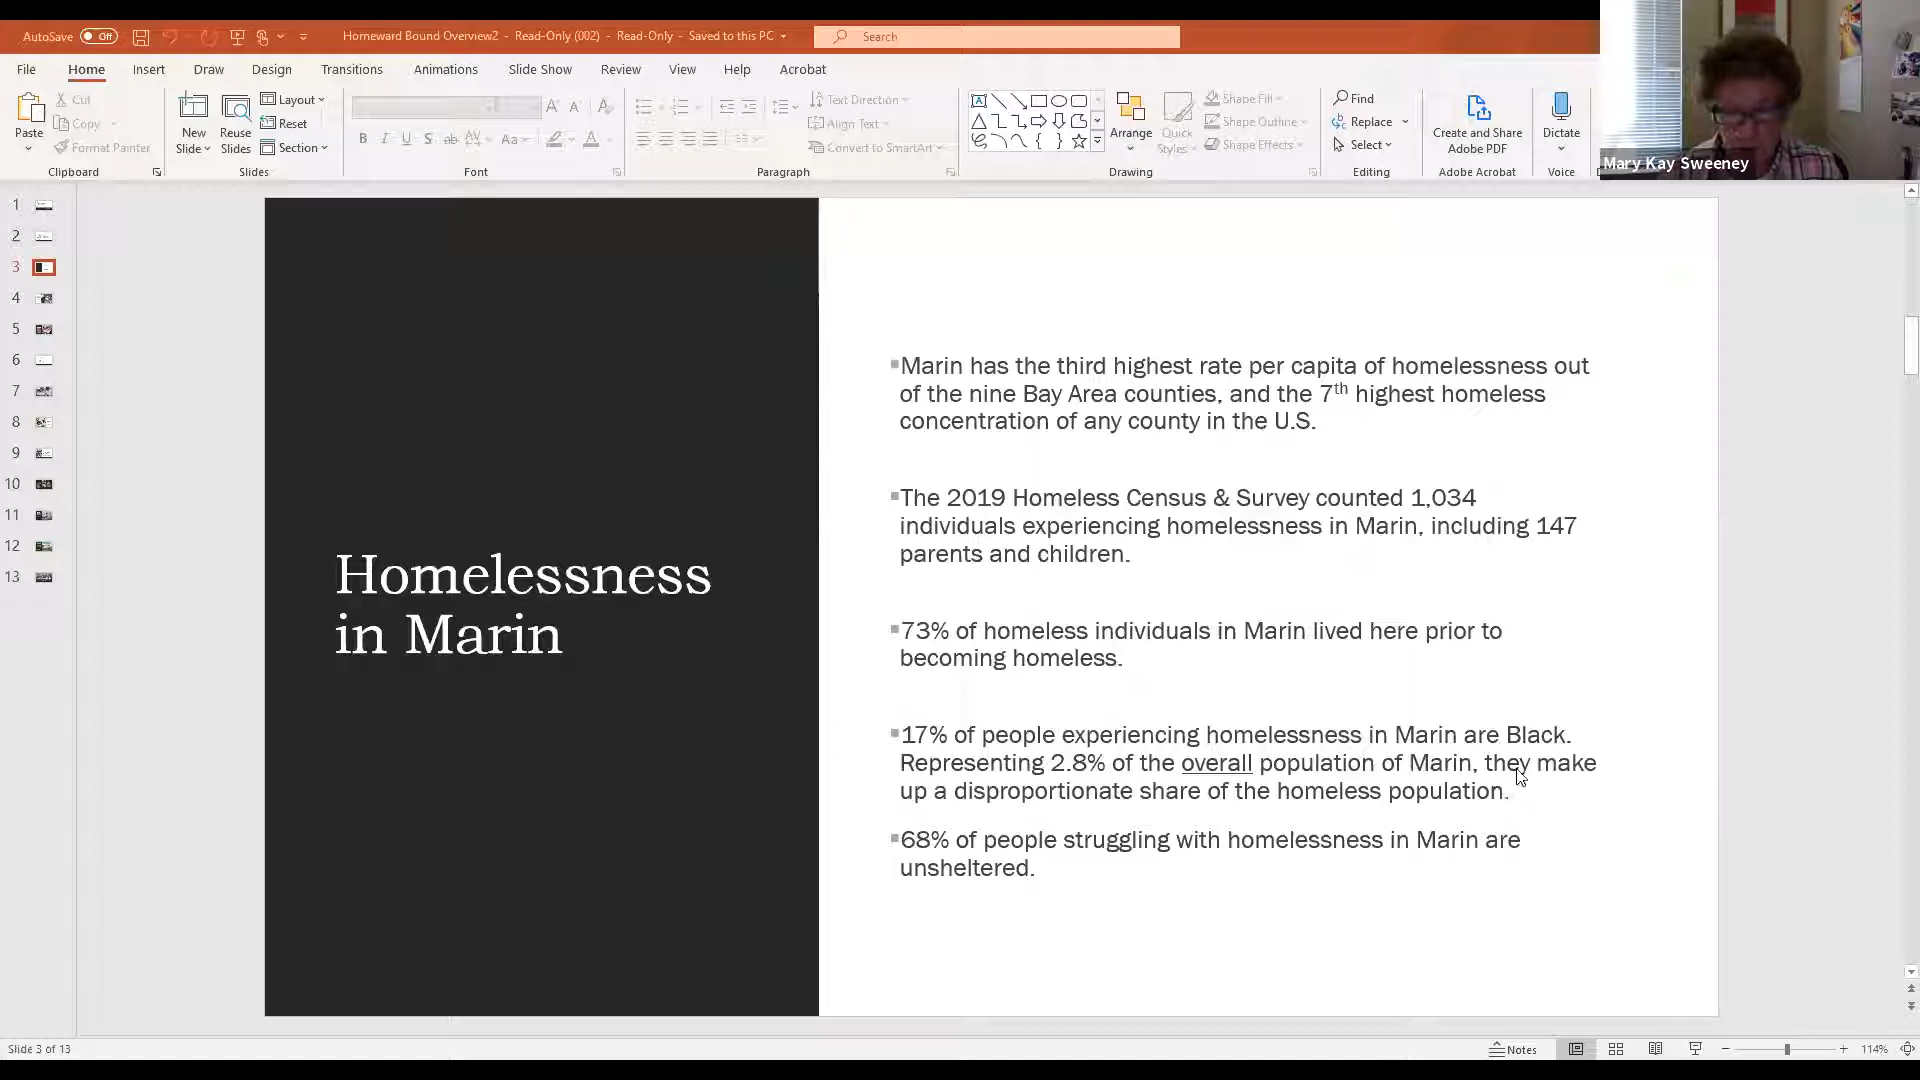 AutoSave Off
Homeward Bound Overview2 - Read-Only (002) - Read-Only - Saved to this PC
Search
File Home Insert Draw Design Transitions Animations Slide Show Review View Help Acrobat
Paste
Cut
Copy
Format Painter
Clipboard
New Slide
Reuse Slides
Layout
Reset
Section
Slides
B I U S ab AV Aa A
Font
Text Direction
Align Text
Convert to SmartArt
Paragraph
Arrange
Quick Styles
Shape Fill
Shape Outline
Shape Effects
Drawing
Find
Replace
Select
Editing
Create and Share Adobe PDF
Adobe Acrobat
Dictate
Voice
Mary Kay Sweeney
1
2
3
4
5
6
7
8
9
10
11
12
13
Homelessness
in Marin
Marin has the third highest rate per capita of homelessness out
of the nine Bay Area counties, and the 7th highest homeless
concentration of any county in the U.S.
The 2019 Homeless Census & Survey counted 1,034
individuals experiencing homelessness in Marin, including 147
parents and children.
73% of homeless individuals in Marin lived here prior to
becoming homeless.
17% of people experiencing homelessness in Marin are Black.
Representing 2.8% of the overall population of Marin, they make
up a disproportionate share of the homeless population.
68% of people struggling with homelessness in Marin are
unsheltered.
Slide 3 of 13
Notes
114%